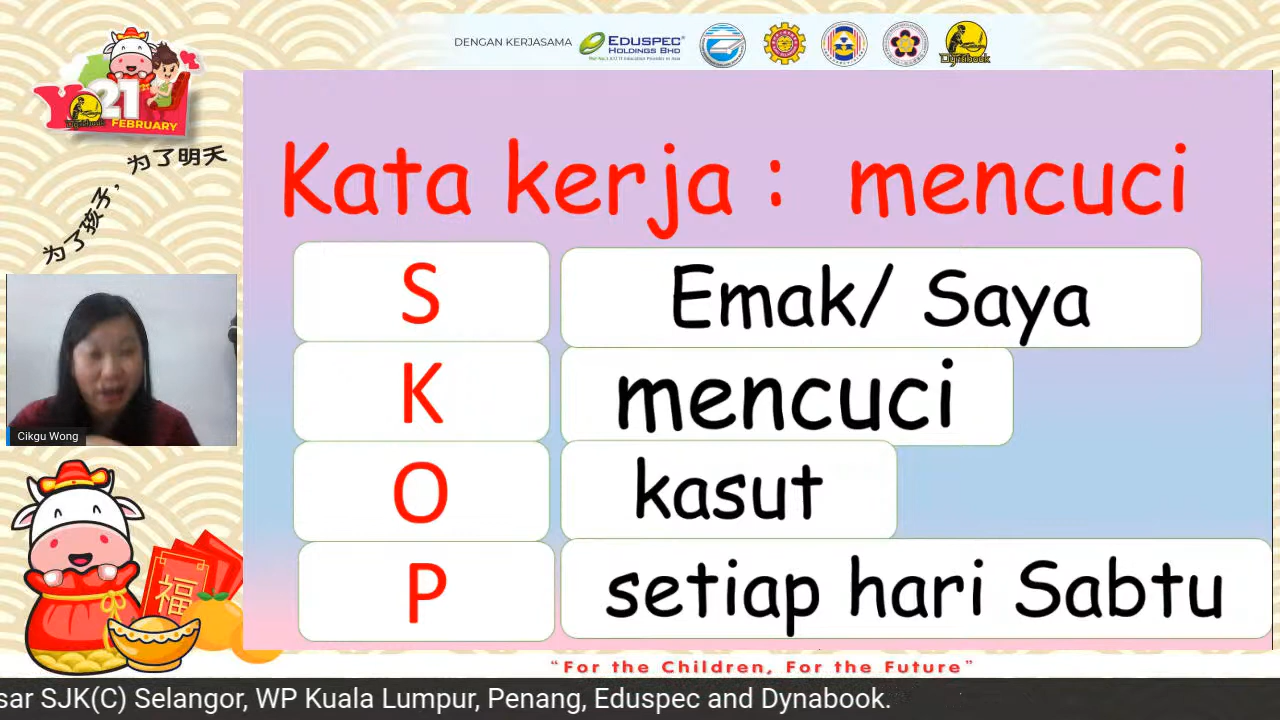 DENGAN KERJASAMA
EDUSPEC
HOLDINGS BHD
Dynabook
21
FEBRUARY
Dynabook
为了孩子，为了明天
Kata kerja : mencuci
S Emak/ Saya
K mencuci
O kasut
P setiap hari Sabtu
Cikgu Wong
福
“For the Children, For the Future”
sar SJK(C) Selangor, WP Kuala Lumpur, Penang, Eduspec and Dynabook.